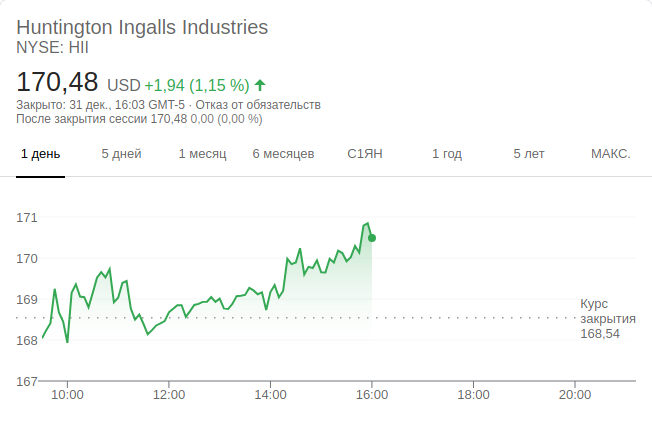 Huntington Ingalls Industries
NYSE: HII
170,48 USD +1,94 (1,15 %)
Закрыто: 31 дек., 16:03 GMT-5 · Отказ от обязательств
После закрытия сессии 170,48 0,00 (0,00 %)
1 день 5 дней 1 месяц 6 месяцев С1ЯН 1 год 5 лет МАКС.
171
170
169
Курс
закрытия
168,54
168
167
10:00 12:00 14:00 16:00 18:00 20:00